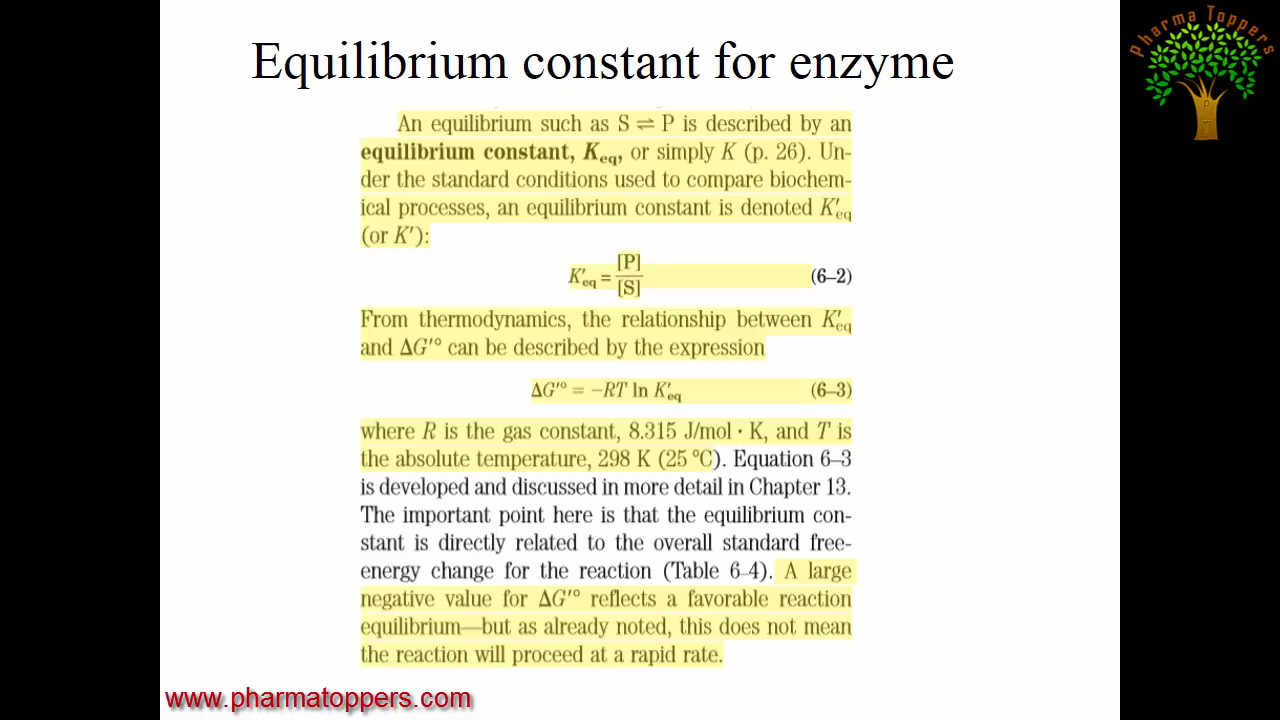 Equilibrium constant for enzyme
Pharma Toppers
P
T
An equilibrium such as S ⇌ P is described by an
equilibrium constant, Keq, or simply K (p. 26). Un-
der the standard conditions used to compare biochem-
ical processes, an equilibrium constant is denoted K′eq
(or K′):
K′eq = [P]/[S] (6–2)
From thermodynamics, the relationship between K′eq
and ΔG′° can be described by the expression
ΔG′° = −RT ln K′eq (6–3)
where R is the gas constant, 8.315 J/mol · K, and T is
the absolute temperature, 298 K (25 °C). Equation 6–3
is developed and discussed in more detail in Chapter 13.
The important point here is that the equilibrium con-
stant is directly related to the overall standard free-
energy change for the reaction (Table 6–4). A large
negative value for ΔG′° reflects a favorable reaction
equilibrium—but as already noted, this does not mean
the reaction will proceed at a rapid rate.
www.pharmatoppers.com